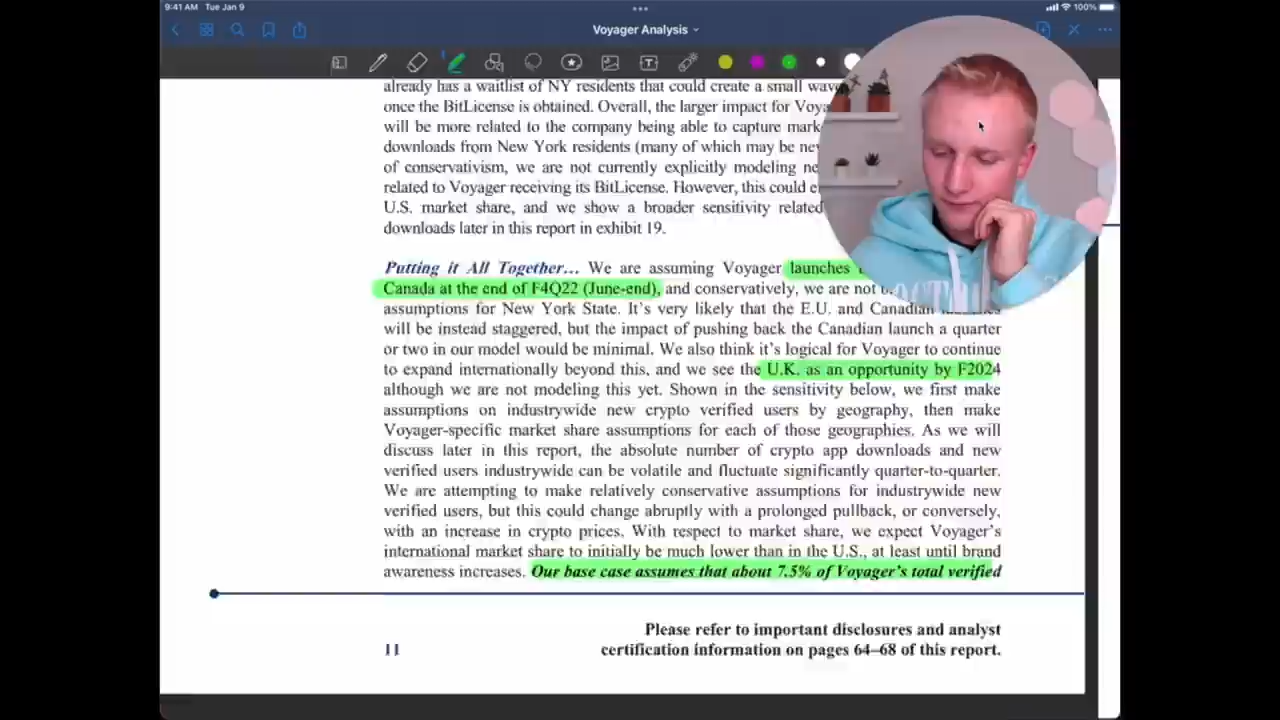 9:41 AM Tue Jan 9
100%
Voyager Analysis
already has a waitlist of NY residents that could create a small
once the BitLicense is obtained. Overall, the larger impact for
will be more related to the company being able to capture
downloads from New York residents (many of which may be
of conservativism, we are not currently explicitly modeling
related to Voyager receiving its BitLicense. However, this could
U.S. market share, and we show a broader sensitivity related
downloads later in this report in exhibit 19.
Putting it All Together… We are assuming Voyager launches
Canada at the end of F4Q22 (June-end), and conservatively, we are not
assumptions for New York State. It's very likely that the E.U. and Canadian
will be instead staggered, but the impact of pushing back the Canadian launch a quarter
or two in our model would be minimal. We also think it's logical for Voyager to continue
to expand internationally beyond this, and we see the U.K. as an opportunity by F2024
although we are not modeling this yet. Shown in the sensitivity below, we first make
assumptions on industrywide new crypto verified users by geography, then make
Voyager-specific market share assumptions for each of those geographies. As we will
discuss later in this report, the absolute number of crypto app downloads and new
verified users industrywide can be volatile and fluctuate significantly quarter-to-quarter.
We are attempting to make relatively conservative assumptions for industrywide new
verified users, but this could change abruptly with a prolonged pullback, or conversely,
with an increase in crypto prices. With respect to market share, we expect Voyager's
international market share to initially be much lower than in the U.S., at least until brand
awareness increases. Our base case assumes that about 7.5% of Voyager's total verified
Please refer to important disclosures and analyst
11 certification information on pages 64–68 of this report.